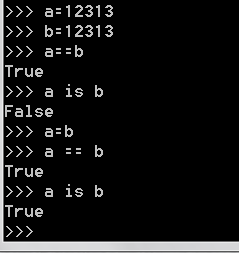 >>> a=12313
>>> b=12313
>>> a==b
True
>>> a is b
False
>>> a=b
>>> a == b
True
>>> a is b
True
>>>